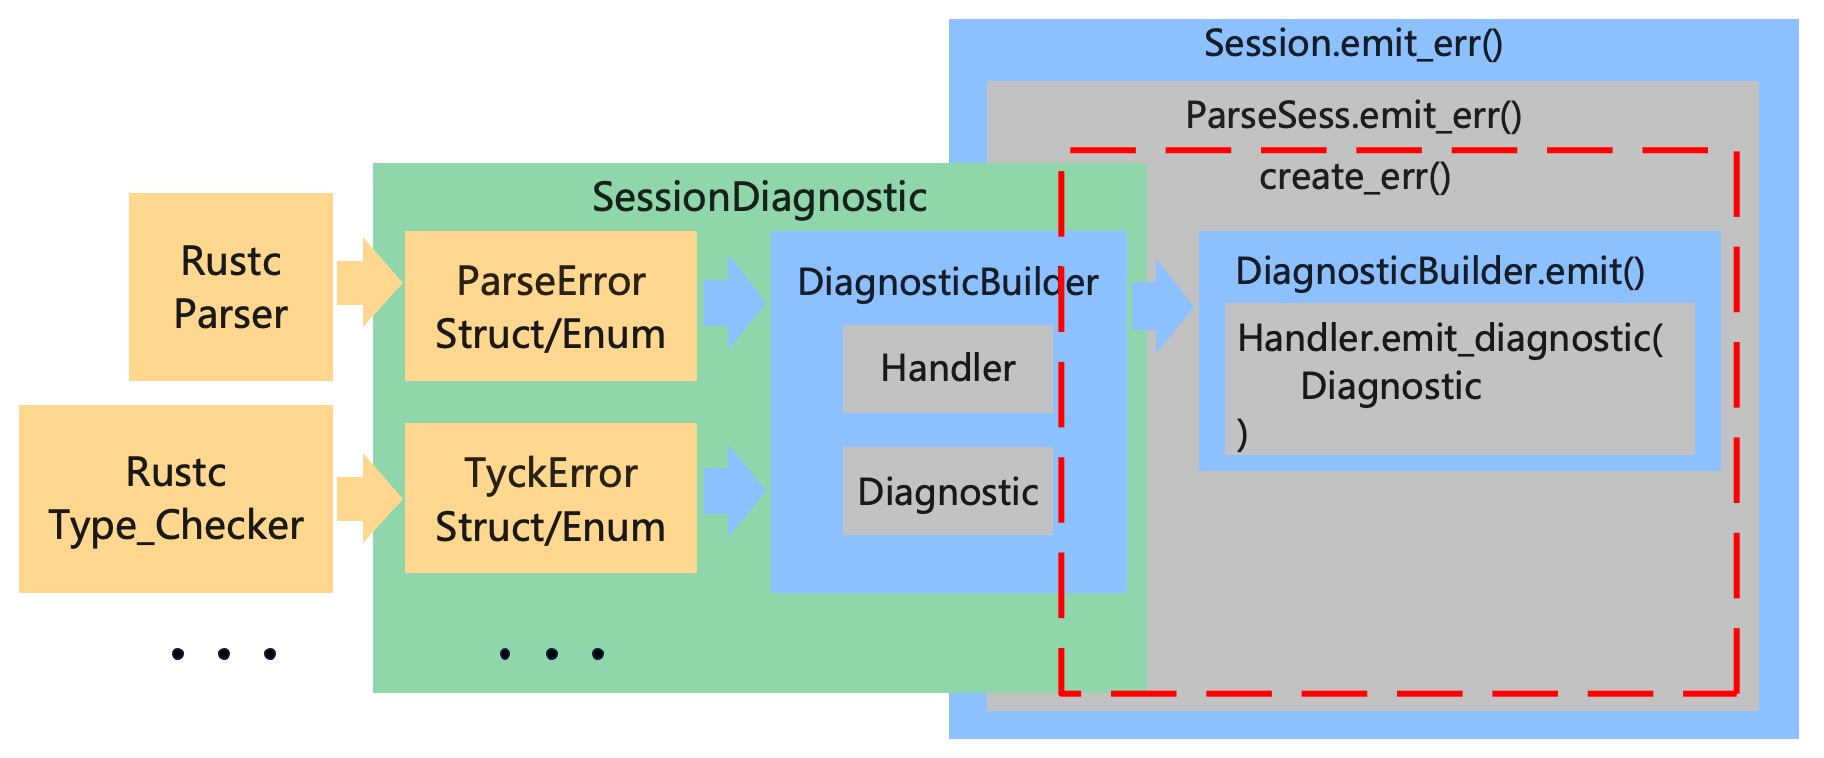 Session.emit_err()
ParseSess.emit_err()
create_err()
SessionDiagnostic
Rustc
Parser
ParseError
Struct/Enum
DiagnosticBuilder
Handler
Diagnostic
DiagnosticBuilder.emit()
Handler.emit_diagnostic(
Diagnostic
)
Rustc
Type_Checker
TyckError
Struct/Enum
. . .
. . .